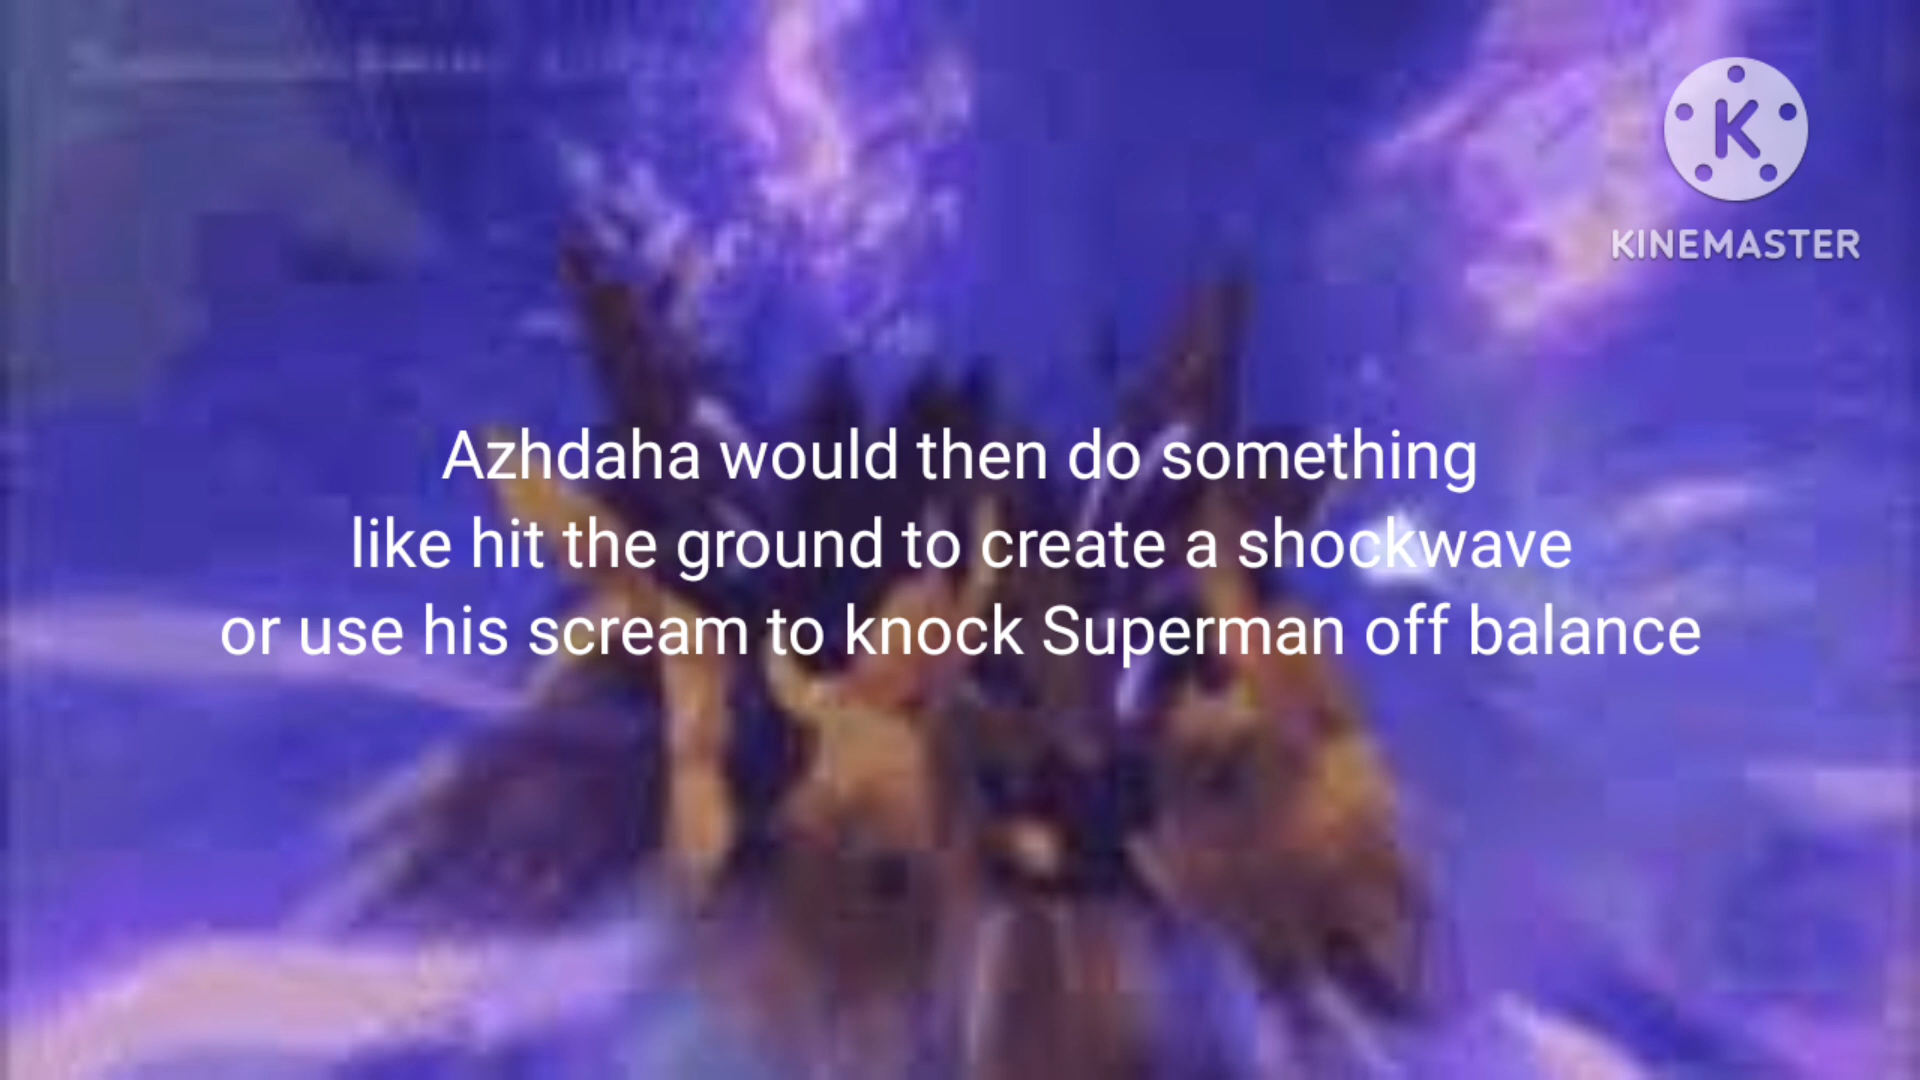 K
KINEMASTER
Azhdaha would then do something
like hit the ground to create a shockwave
or use his scream to knock Superman off balance